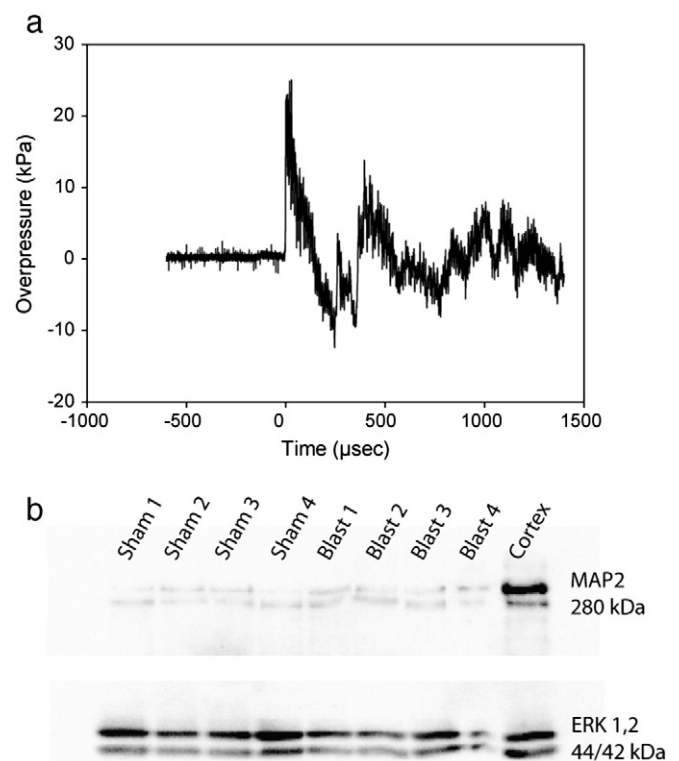 a
30
20
10
0
-10
-20
Overpressure (kPa)
-1000
-500
0
500
1000
1500
Time (µsec)
b
Sham 1
Sham 2
Sham 3
Sham 4
Blast 1
Blast 2
Blast 3
Blast 4
Cortex
MAP2
280 kDa
ERK 1,2
44/42 kDa